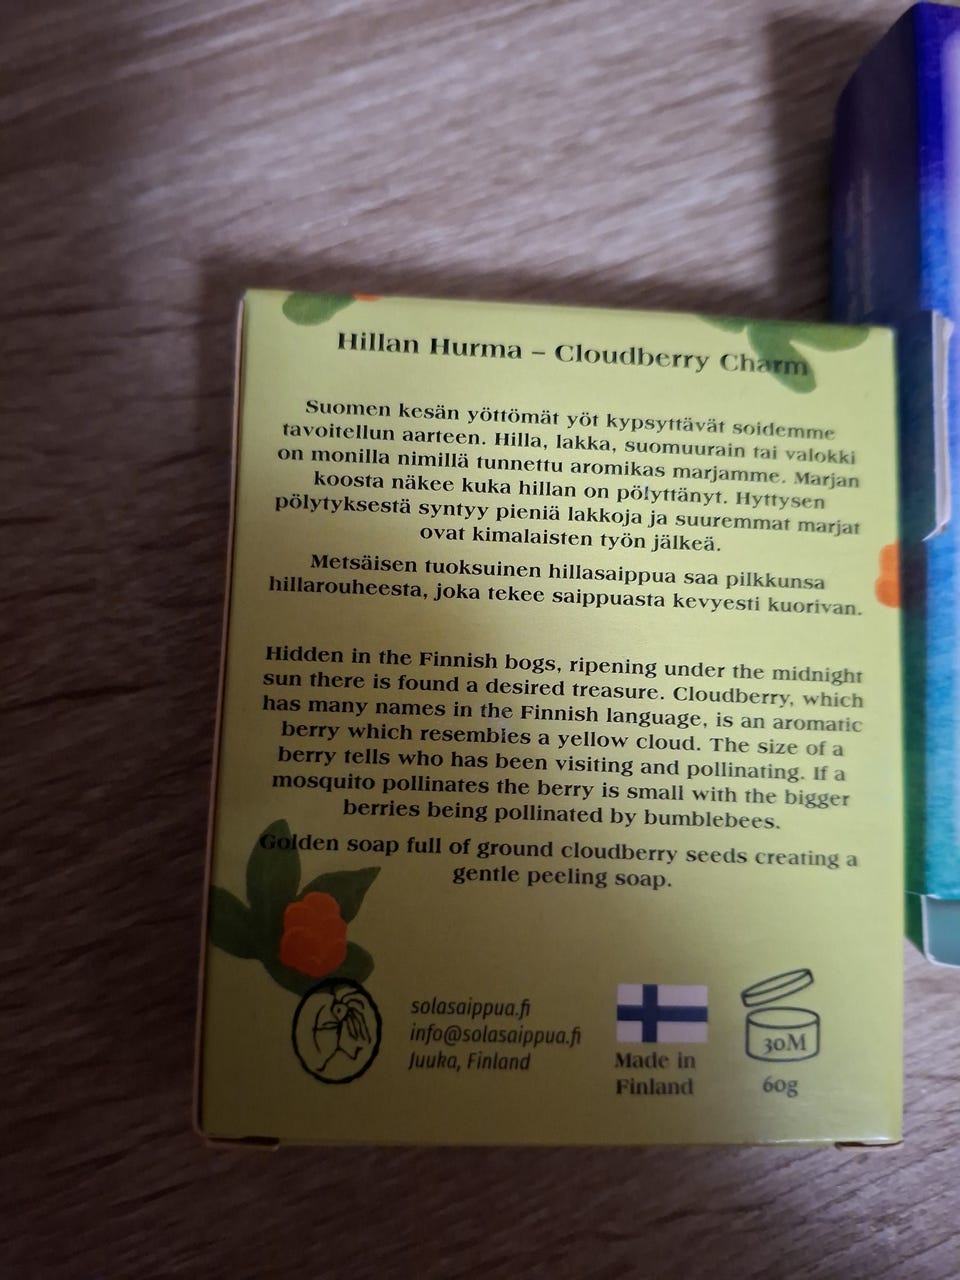 Hillan Hurma – Cloudberry Charm
Suomen kesän yöttömät yöt kypsyttävät soidemme
tavoitellun aarteen. Hilla, lakka, suomuurain tai valokki
on monilla nimillä tunnettu aromikas marjamme. Marjan
koosta näkee kuka hillan on pölyttänyt. Hyttysen
pölytyksestä syntyy pieniä lakkoja ja suuremmat marjat
ovat kimalaisten työn jälkeä.
Metsäisen tuoksuinen hillasaippua saa pilkkunsa
hillarouheesta, joka tekee saippuasta kevyesti kuorivan.
Hidden in the Finnish bogs, ripening under the midnight
sun there is found a desired treasure. Cloudberry, which
has many names in the Finnish language, is an aromatic
berry which resembles a yellow cloud. The size of a
berry tells who has been visiting and pollinating. If a
mosquito pollinates the berry is small with the bigger
berries being pollinated by bumblebees.
Golden soap full of ground cloudberry seeds creating a
gentle peeling soap.
solasaippua.fi
info@solasaippua.fi
Juuka, Finland
Made in
Finland
30M
60g